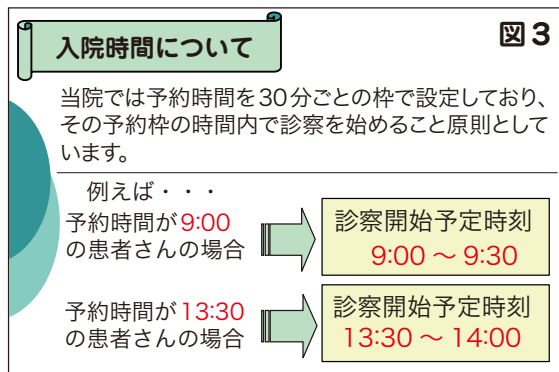 入院時間について
図3
当院では予約時間を30分ごとの枠で設定しており、
その予約枠の時間内で診察を始めること原則として
います。
例えば・・・
予約時間が9:00
の患者さんの場合
診察開始予定時刻
9:00 ～ 9:30
予約時間が13:30
の患者さんの場合
診察開始予定時刻
13:30 ～ 14:00